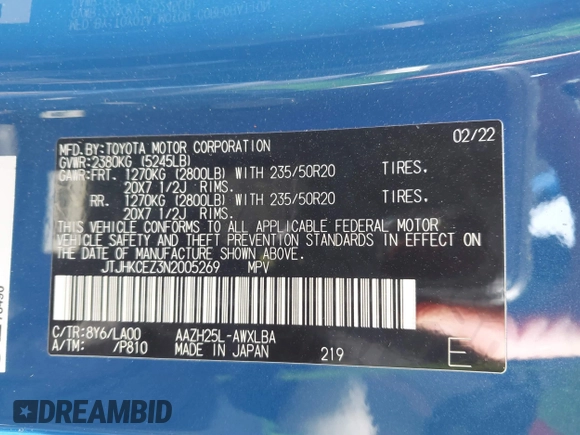 MFD.BY:TOYOTA MOTOR CORPORATION 02/22
GVWR:2380KG (5245LB)
GAWR:FRT. 1270KG (2800LB) WITH 235/50R20 TIRES.
20X7 1/2J RIMS.
RR. 1270KG (2800LB) WITH 235/50R20 TIRES.
20X7 1/2J RIMS.
THIS VEHICLE CONFORMS TO ALL APPLICABLE FEDERAL MOTOR
VEHICLE SAFETY AND THEFT PREVENTION STANDARDS IN EFFECT
ON THE DATE OF MANUFACTURE SHOWN ABOVE.
JTJHKCEZ3N2005269 MPV
C/TR:8Y6/LA00 AAZH25L-AWXLBA
A/TM: /P810 MADE IN JAPAN 219 E
DREAMBID